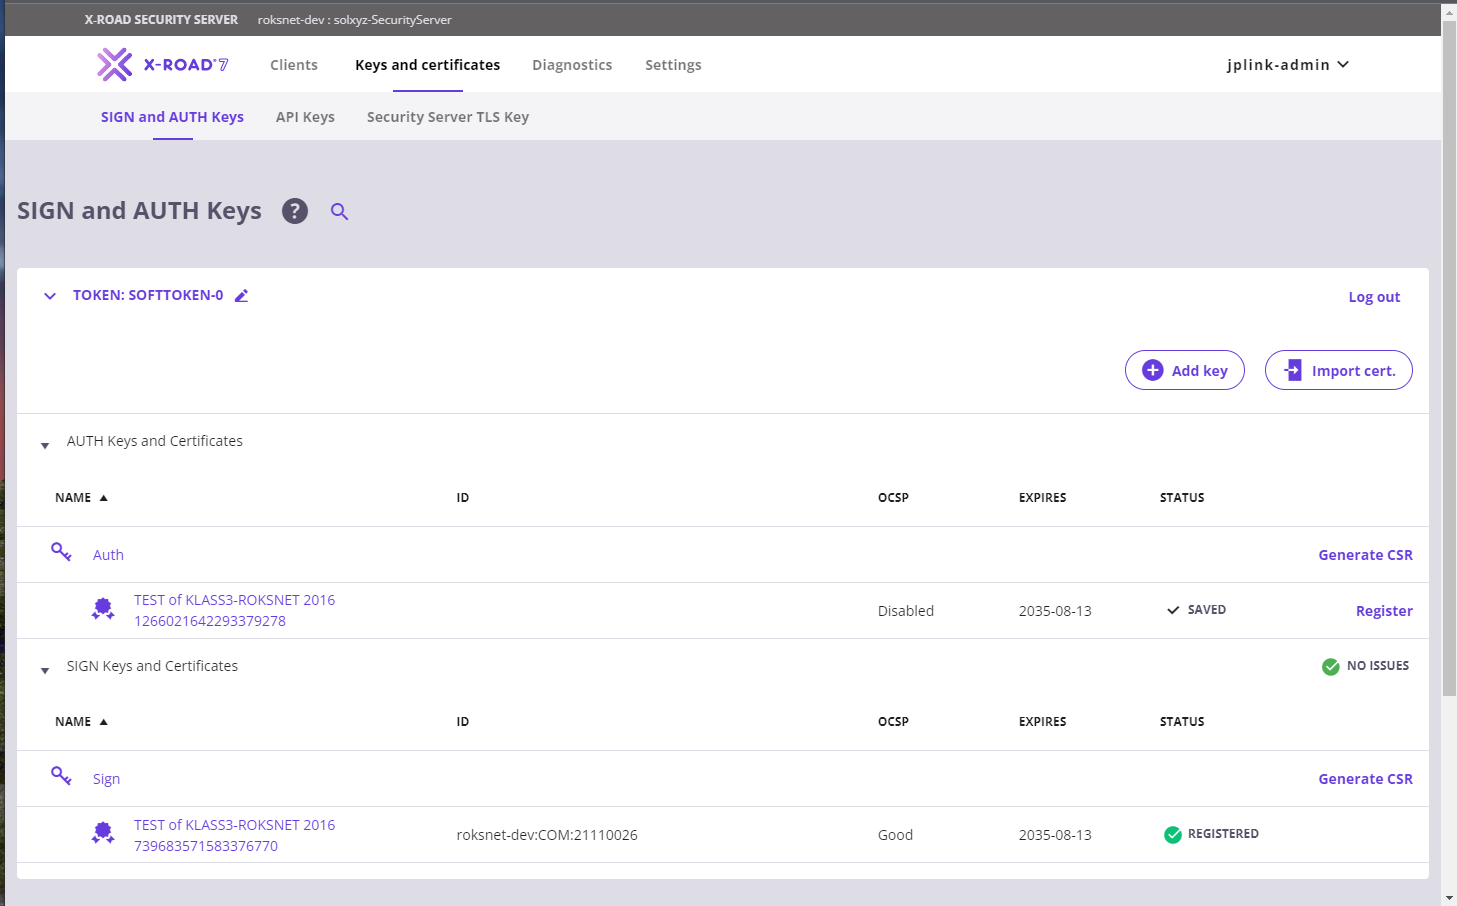 X-ROAD SECURITY SERVER roksnet-dev : solxyz-SecurityServer
X-ROAD® 7 Clients Keys and certificates Diagnostics Settings jplink-admin
SIGN and AUTH Keys API Keys Security Server TLS Key
SIGN and AUTH Keys ?
TOKEN: SOFTTOKEN-0 Log out
Add key Import cert.
AUTH Keys and Certificates
NAME ID OCSP EXPIRES STATUS
Auth Generate CSR
TEST of KLASS3-ROKSNET 2016
1266021642293379278 Disabled 2035-08-13 SAVED Register
SIGN Keys and Certificates NO ISSUES
NAME ID OCSP EXPIRES STATUS
Sign Generate CSR
TEST of KLASS3-ROKSNET 2016
739683571583376770 roksnet-dev:COM:21110026 Good 2035-08-13 REGISTERED